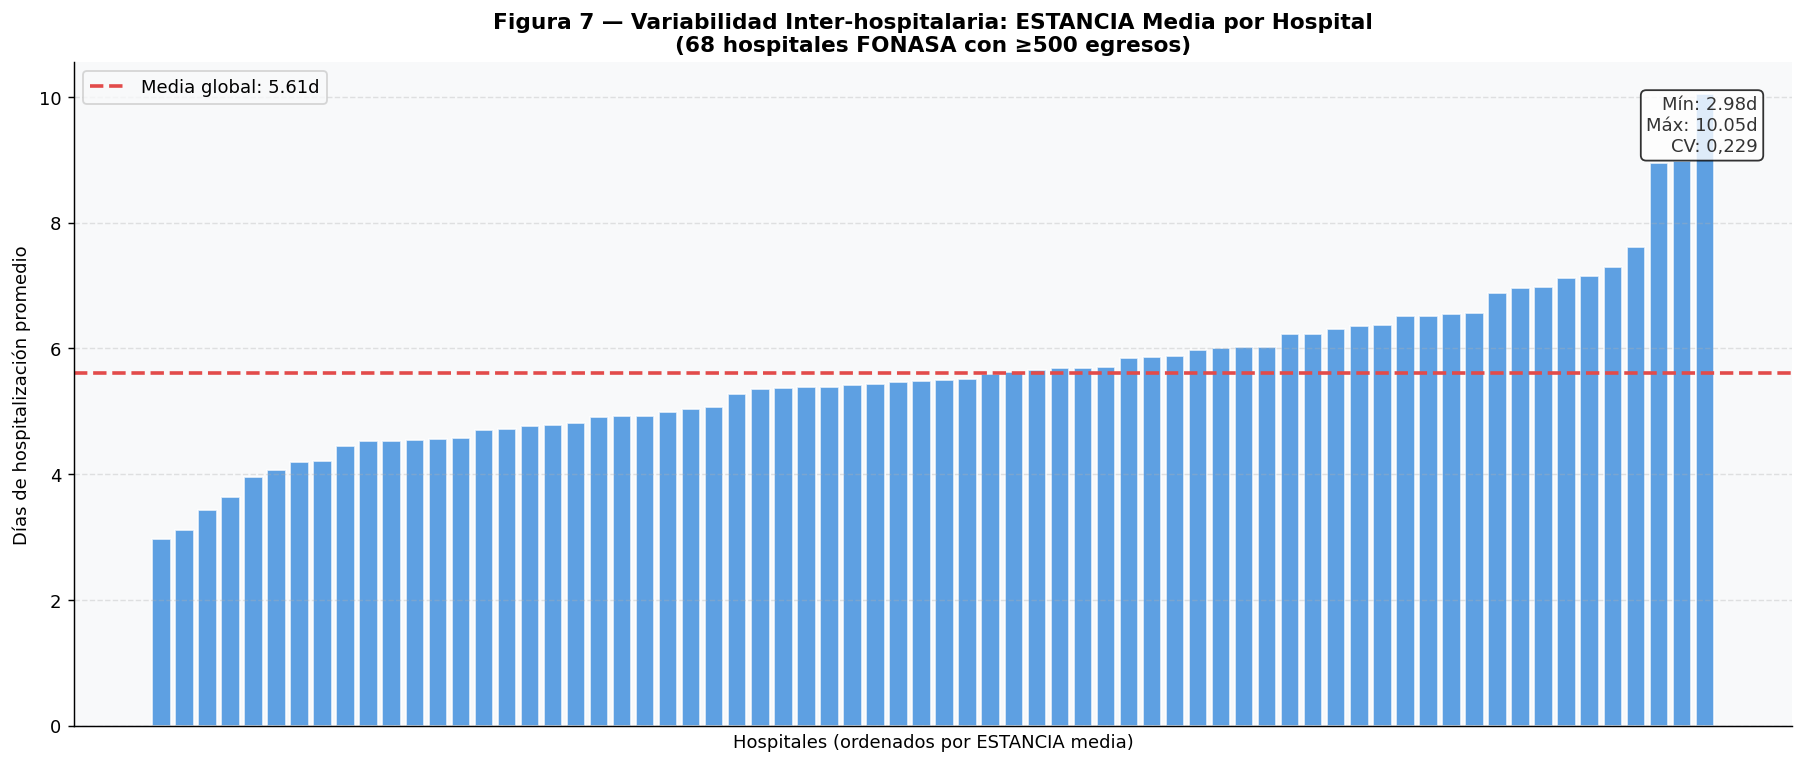 Figura 7 — Variabilidad Inter-hospitalaria: ESTANCIA Media por Hospital
(68 hospitales FONASA con ≥500 egresos)
Media global: 5.61d
Mín: 2.98d
Máx: 10.05d
CV: 0,229
Días de hospitalización promedio
10
8
6
4
2
0
Hospitales (ordenados por ESTANCIA media)